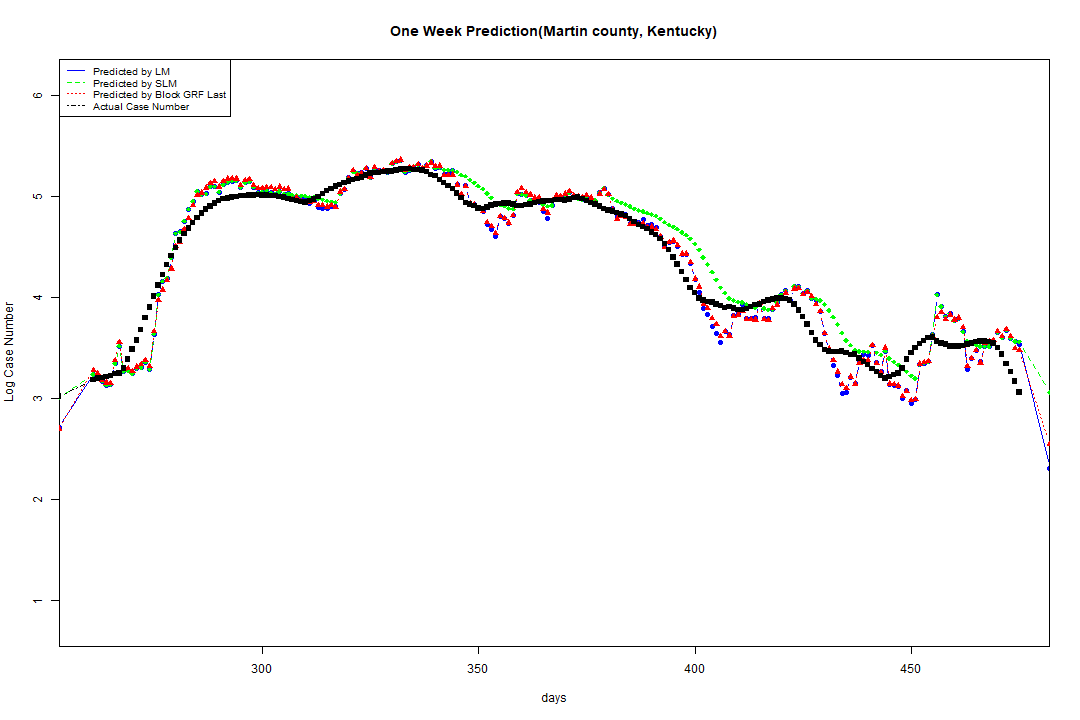 One Week Prediction(Martin county, Kentucky)
Predicted by LM
Predicted by SLM
Predicted by Block GRF Last
Actual Case Number
6
5
4
3
2
1
Log Case Number
300
350
400
450
days